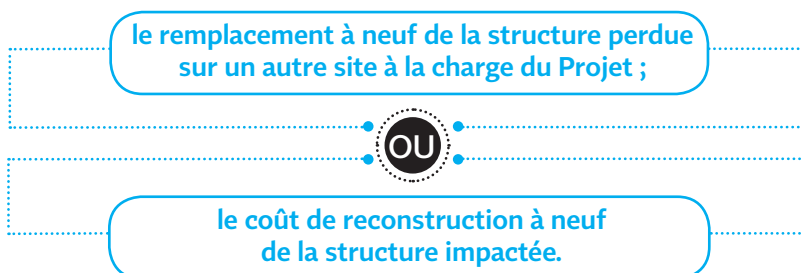 le remplacement à neuf de la structure perdue
sur un autre site à la charge du Projet ;
OU
le coût de reconstruction à neuf
de la structure impactée.